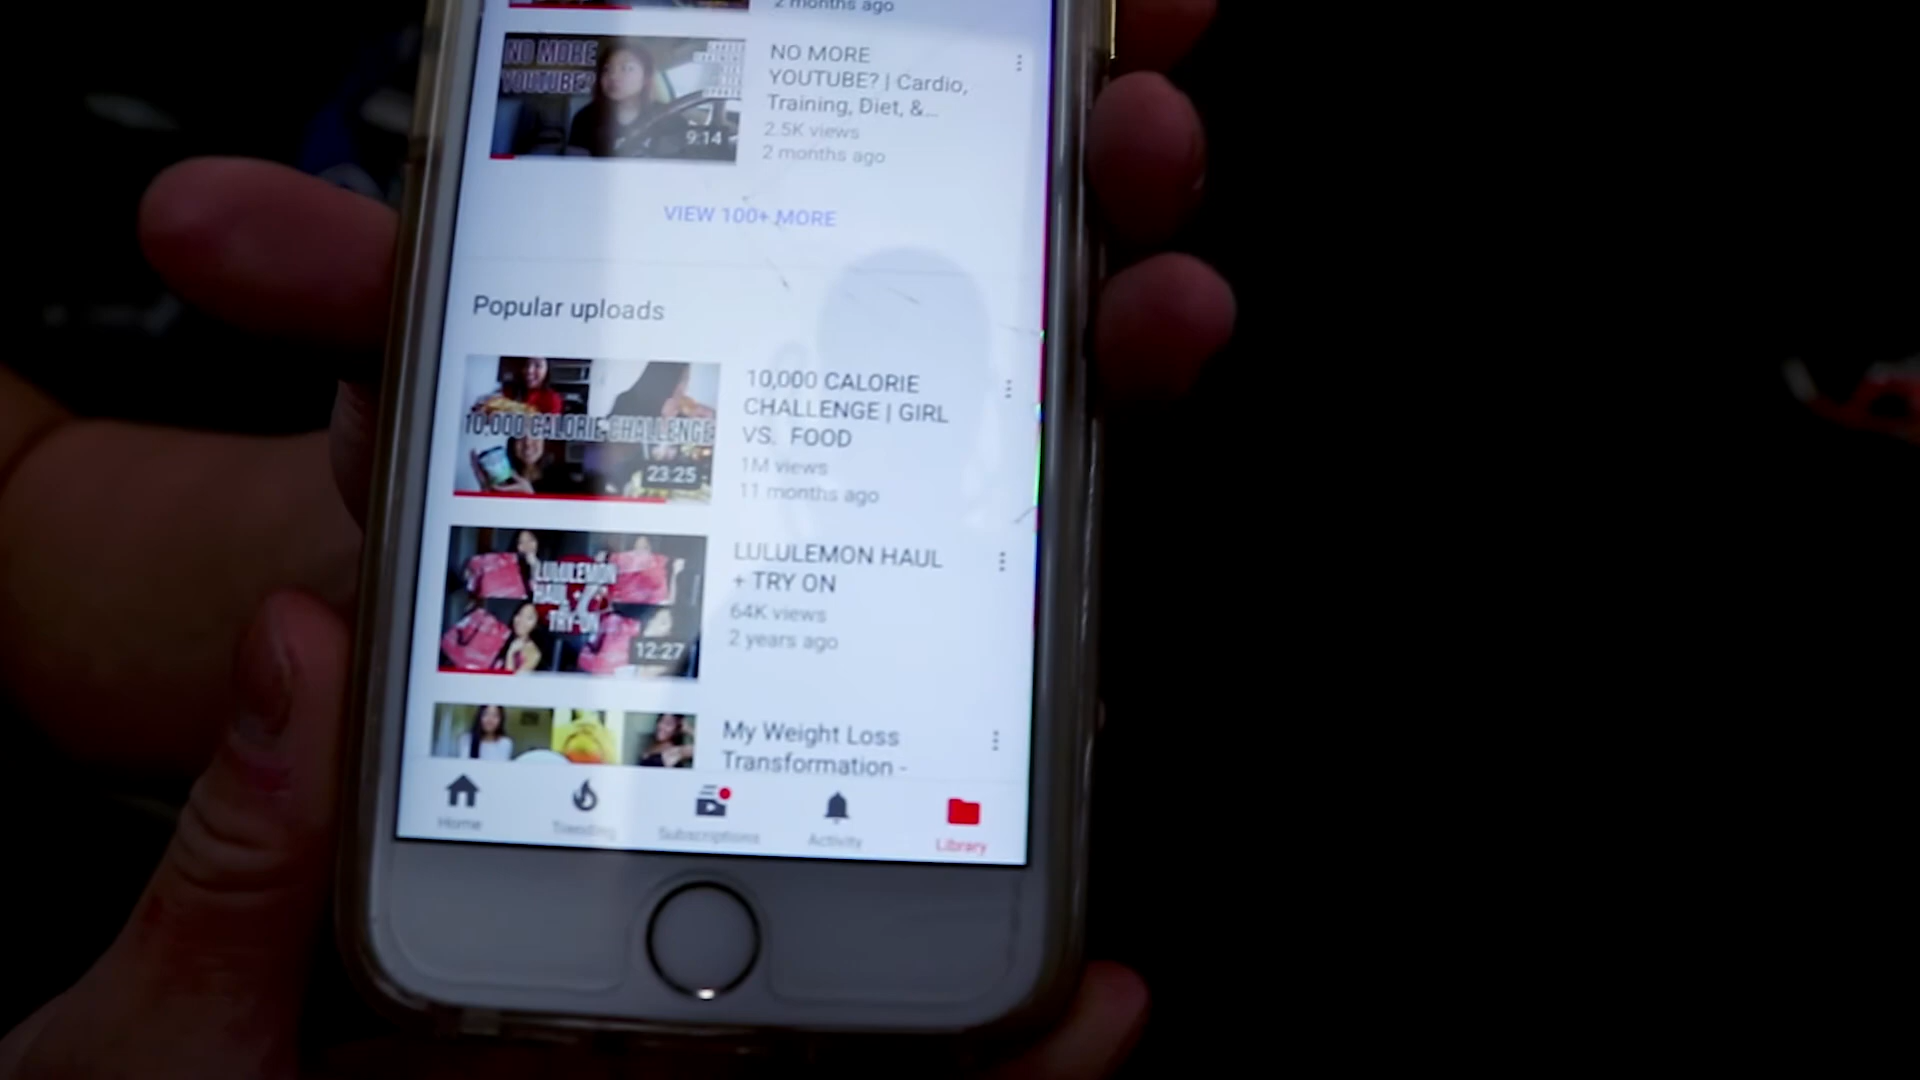 2 months ago
NO MORE
YOUTUBE?
9:14
NO MORE
YOUTUBE? | Cardio,
Training, Diet, &...
2.5K views
2 months ago
VIEW 100+ MORE
Popular uploads
10,000 CALORIE CHALLENGE
23:25
10,000 CALORIE
CHALLENGE | GIRL
VS. FOOD
1M views
11 months ago
LULULEMON
HAUL +
TRY-ON
12:27
LULULEMON HAUL
+ TRY ON
64K views
2 years ago
My Weight Loss
Transformation -
Home
Trending
Subscriptions
Activity
Library